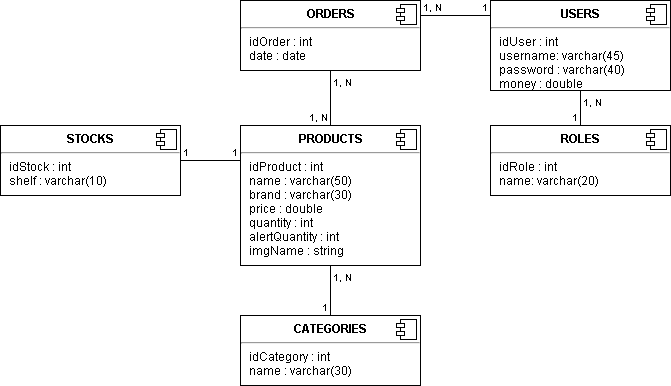 ORDERS
idOrder : int
date : date
1, N
1
USERS
idUser : int
username: varchar(45)
password : varchar(40)
money : double
1, N
1, N
1, N
1
STOCKS
idStock : int
shelf : varchar(10)
1
1
PRODUCTS
idProduct : int
name : varchar(50)
brand : varchar(30)
price : double
quantity : int
alertQuantity : int
imgName : string
ROLES
idRole : int
name: varchar(20)
1, N
1
CATEGORIES
idCategory : int
name : varchar(30)